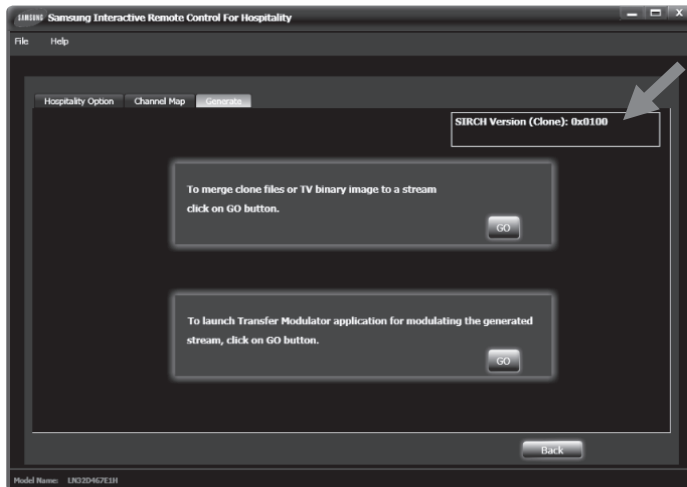 SAMSUNG Samsung Interactive Remote Control For Hospitality
File Help
Hospitality Option Channel Map Generate
SIRCH Version (Clone): 0x0100
To merge clone files or TV binary image to a stream
click on GO button.
GO
To launch Transfer Modulator application for modulating the generated
stream, click on GO button.
GO
Back
Model Name: LN32D467E1H